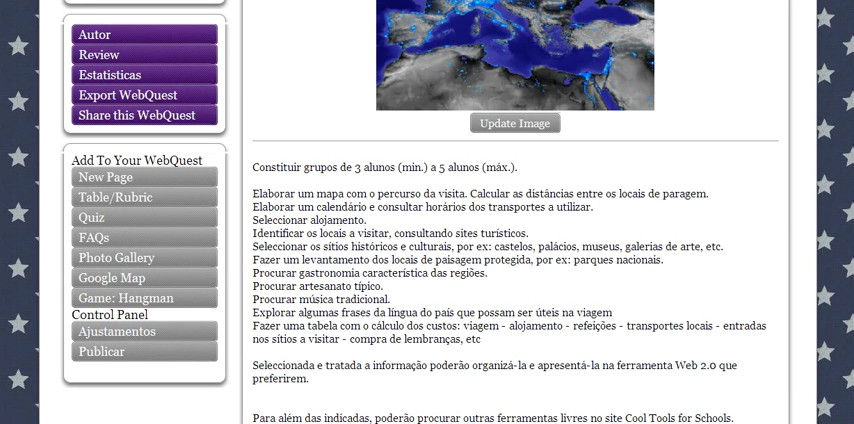 Autor
Review
Estatisticas
Export WebQuest
Share this WebQuest
Add To Your WebQuest
New Page
Table/Rubric
Quiz
FAQs
Photo Gallery
Google Map
Game: Hangman
Control Panel
Ajustamentos
Publicar
Update Image
Constituir grupos de 3 alunos (min.) a 5 alunos (máx.).
Elaborar um mapa com o percurso da visita. Calcular as distâncias entre os locais de paragem.
Elaborar um calendário e consultar horários dos transportes a utilizar.
Seleccionar alojamento.
Identificar os locais a visitar, consultando sites turísticos.
Seleccionar os sítios históricos e culturais, por ex: castelos, palácios, museus, galerias de arte, etc.
Fazer um levantamento dos locais de paisagem protegida, por ex: parques nacionais.
Procurar gastronomia característica das regiões.
Procurar artesanato típico.
Procurar música tradicional.
Explorar algumas frases da língua do país que possam ser úteis na viagem
Fazer uma tabela com o cálculo dos custos: viagem - alojamento - refeições - transportes locais - entradas
nos sítios a visitar - compra de lembranças, etc
Seleccionada e tratada a informação poderão organizá-la e apresentá-la na ferramenta Web 2.0 que
preferirem.
Para além das indicadas, poderão procurar outras ferramentas livres no site Cool Tools for Schools.